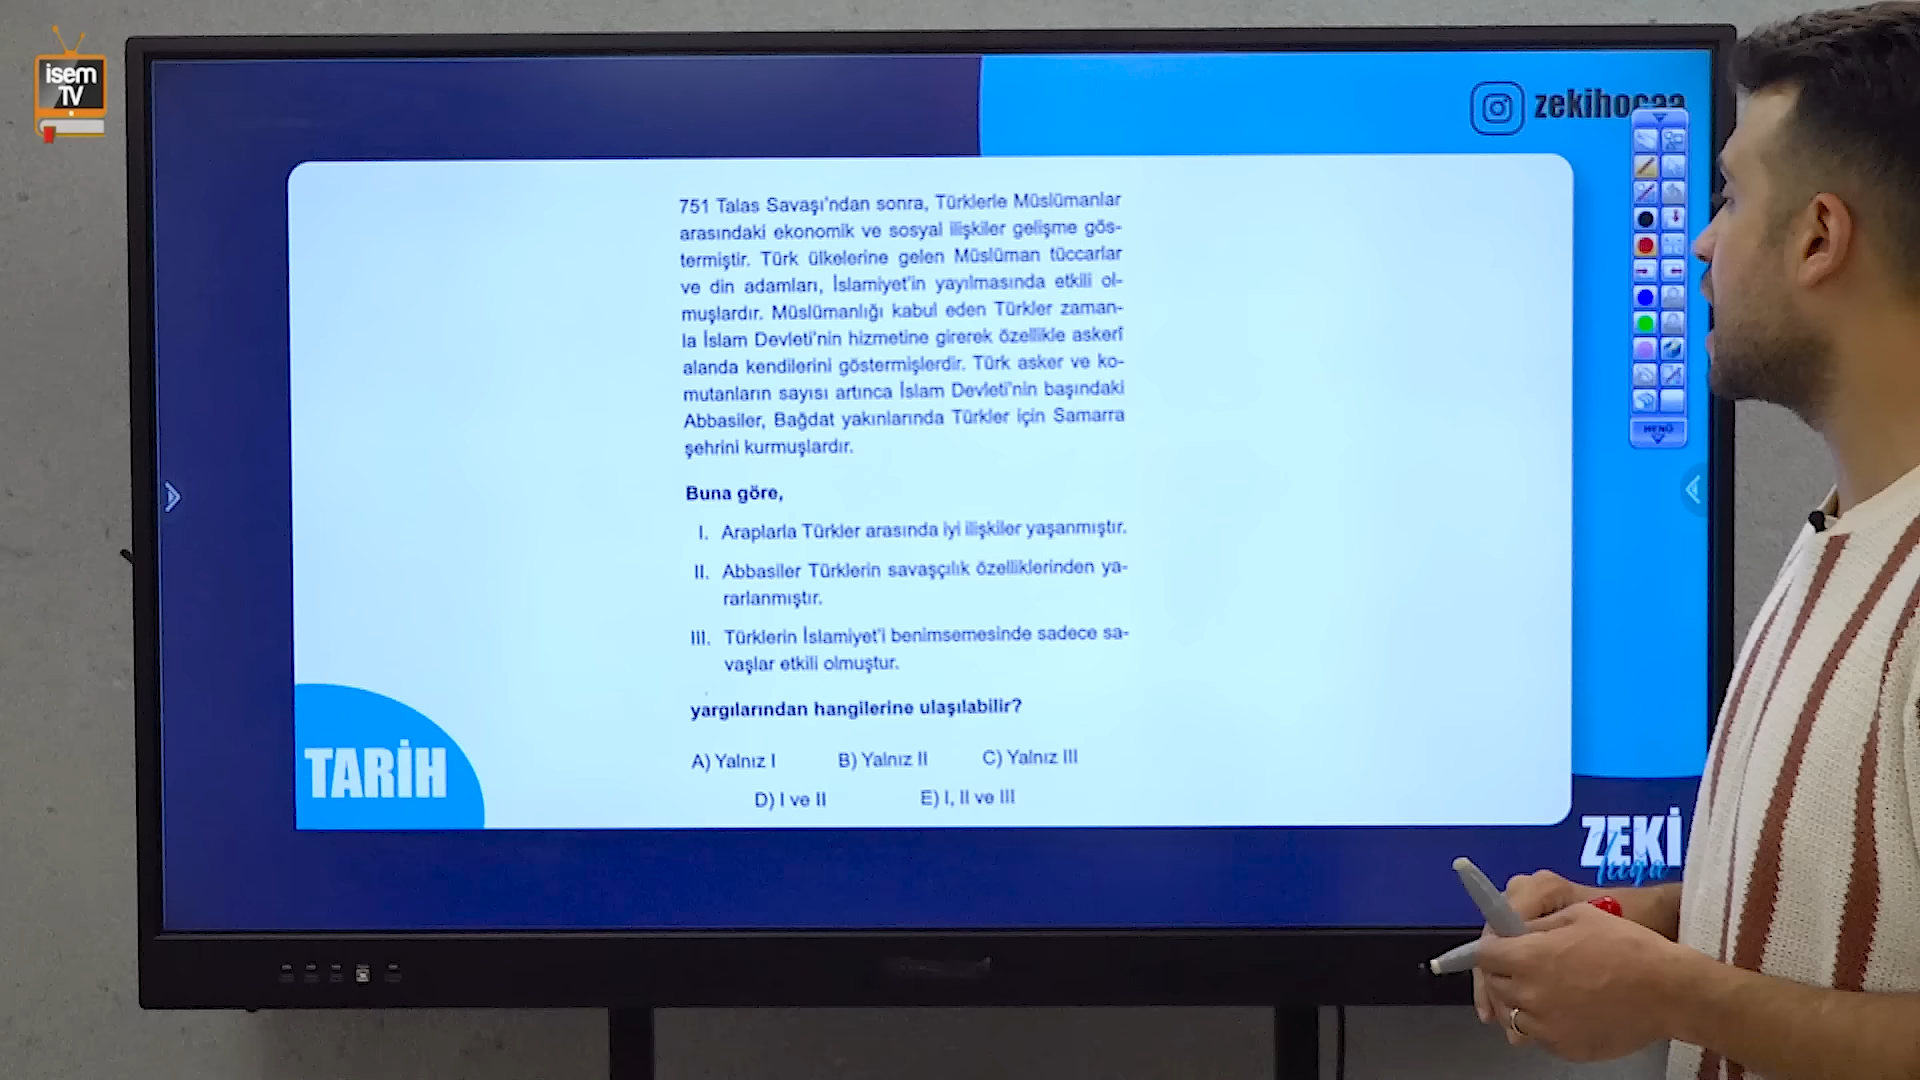 isem
TV
zekihocaa
751 Talas Savaşı'ndan sonra, Türklerle Müslümanlar
arasındaki ekonomik ve sosyal ilişkiler gelişme gös-
termiştir. Türk ülkelerine gelen Müslüman tüccarlar
ve din adamları, İslamiyet'in yayılmasında etkili ol-
muşlardır. Müslümanlığı kabul eden Türkler zaman-
la İslam Devleti'nin hizmetine girerek özellikle askerî
alanda kendilerini göstermişlerdir. Türk asker ve ko-
mutanların sayısı artınca İslam Devleti'nin başındaki
Abbasiler, Bağdat yakınlarında Türkler için Samarra
şehrini kurmuşlardır.
Buna göre,
I. Araplarla Türkler arasında iyi ilişkiler yaşanmıştır.
II. Abbasiler Türklerin savaşçılık özelliklerinden ya-
rarlanmıştır.
III. Türklerin İslamiyet'i benimsemesinde sadece sa-
vaşlar etkili olmuştur.
yargılarından hangilerine ulaşılabilir?
A) Yalnız I B) Yalnız II C) Yalnız III
D) I ve II E) I, II ve III
MENÜ
TARİH
ZEKİ